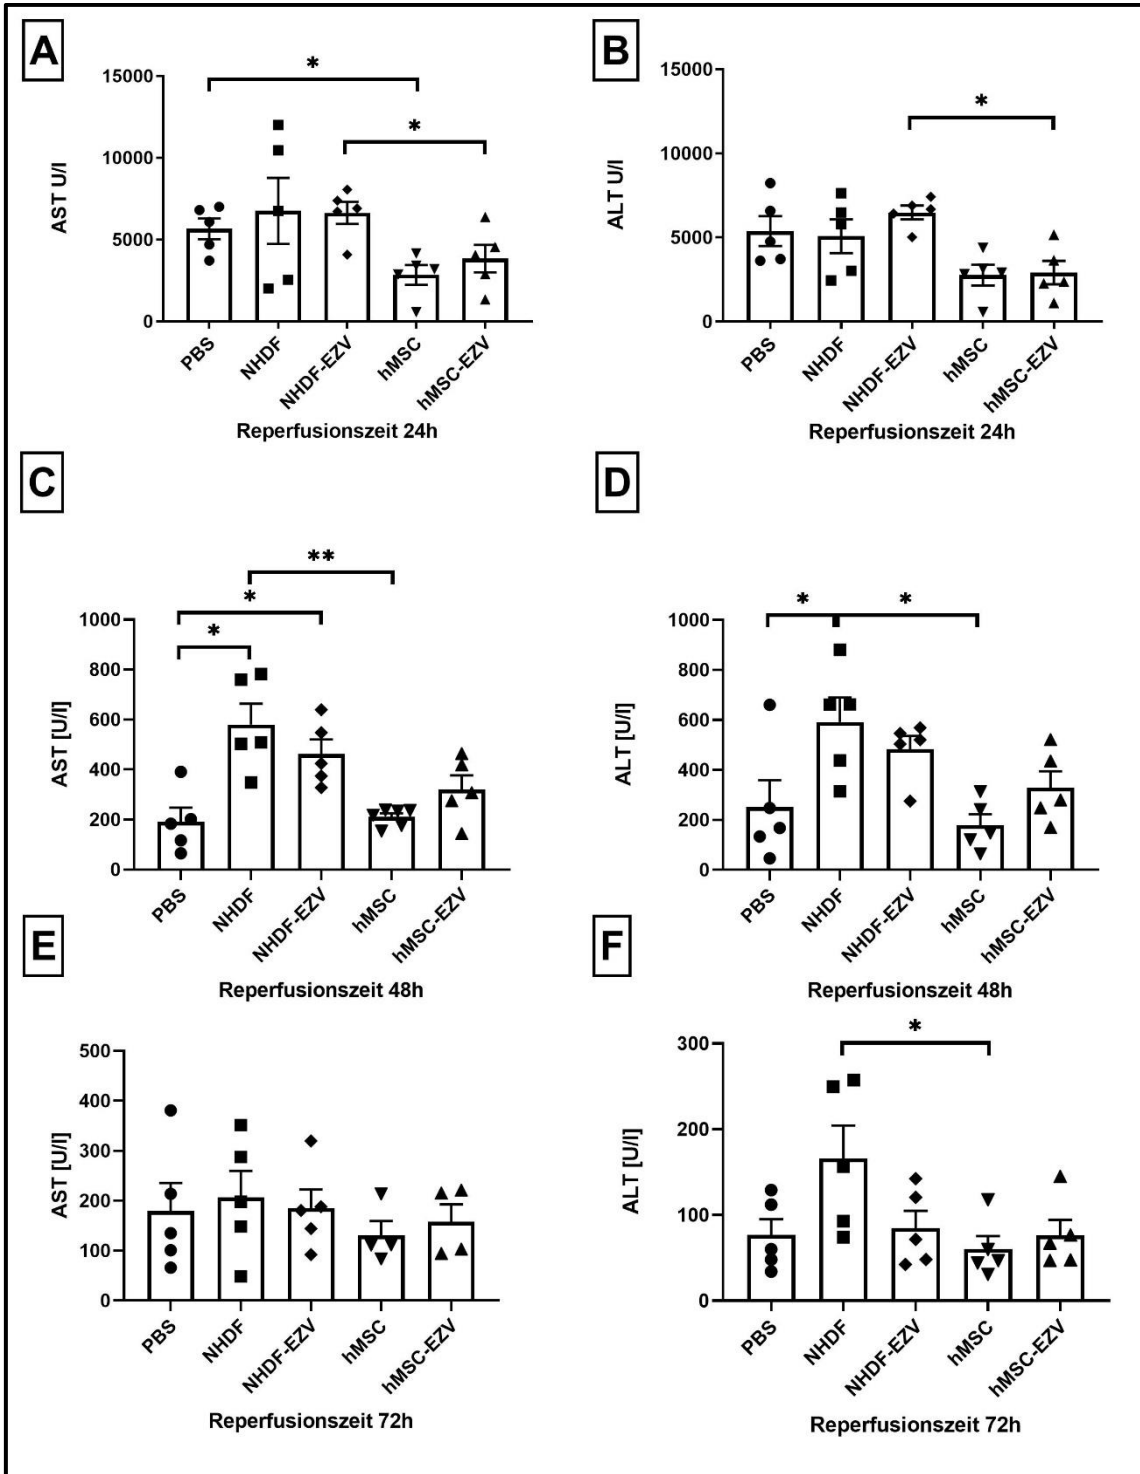 A
*
*
15000
10000
5000
0
AST U/I
PBS
NHDF
NHDF-EZV
hMSC
hMSC-EZV
Reperfusionszeit 24h
B
*
15000
10000
5000
0
ALT U/I
PBS
NHDF
NHDF-EZV
hMSC
hMSC-EZV
Reperfusionszeit 24h
C
**
*
*
1000
800
600
400
200
0
AST [U/I]
PBS
NHDF
NHDF-EZV
hMSC
hMSC-EZV
Reperfusionszeit 48h
D
* *
1000
800
600
400
200
0
ALT [U/I]
PBS
NHDF
NHDF-EZV
hMSC
hMSC-EZV
Reperfusionszeit 48h
E
500
400
300
200
100
0
AST [U/I]
PBS
NHDF
NHDF-EZV
hMSC
hMSC-EZV
Reperfusionszeit 72h
F
*
300
200
100
0
ALT [U/I]
PBS
NHDF
NHDF-EZV
hMSC
hMSC-EZV
Reperfusionszeit 72h